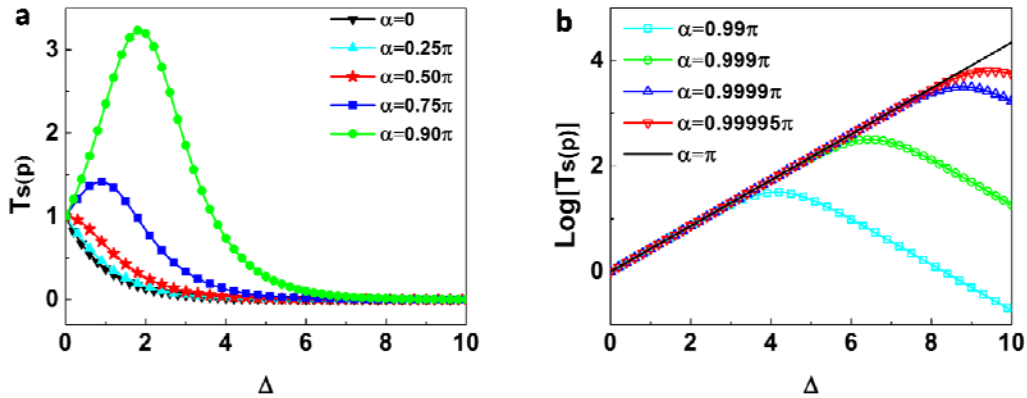 a
Ts(p)
3
2
1
0
α=0
α=0.25π
α=0.50π
α=0.75π
α=0.90π
0 2 4 6 8 10
Δ
b
Log[Ts(p)]
4
2
0
α=0.99π
α=0.999π
α=0.9999π
α=0.99995π
α=π
0 2 4 6 8 10
Δ